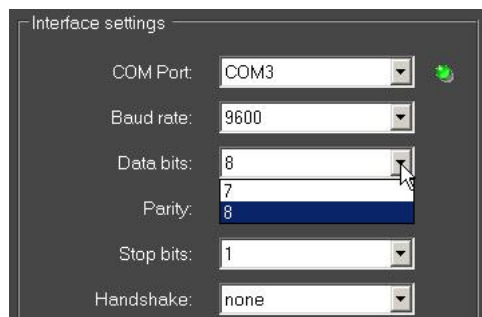 Interface settings
COM Port: COM3
Baud rate: 9600
Data bits: 8
7
Parity: 8
Stop bits: 1
Handshake: none